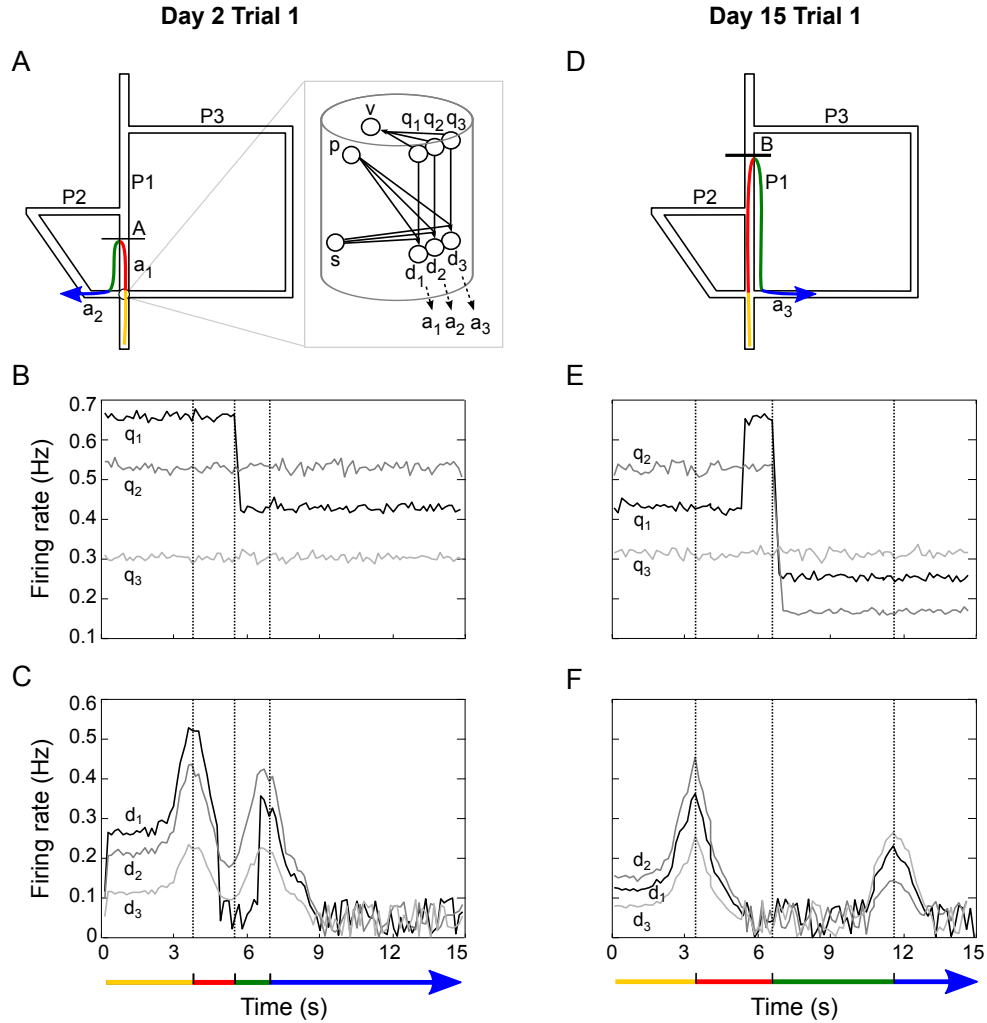 Day 2 Trial 1
Day 15 Trial 1
A
P3
P1
P2
A
a1
a2
v
q1 q2 q3
p
s
d1 d2 d3
a1 a2 a3
D
P3
B
P1
P2
a3
B
Firing rate (Hz)
0.7
0.6
0.5
0.4
0.3
0.2
0.1
q1
q2
q3
E
q2
q1
q3
C
Firing rate (Hz)
0.6
0.5
0.4
0.3
0.2
0.1
0
d1
d2
d3
0 3 6 9 12 15
Time (s)
F
d2
d1
d3
0 3 6 9 12 15
Time (s)